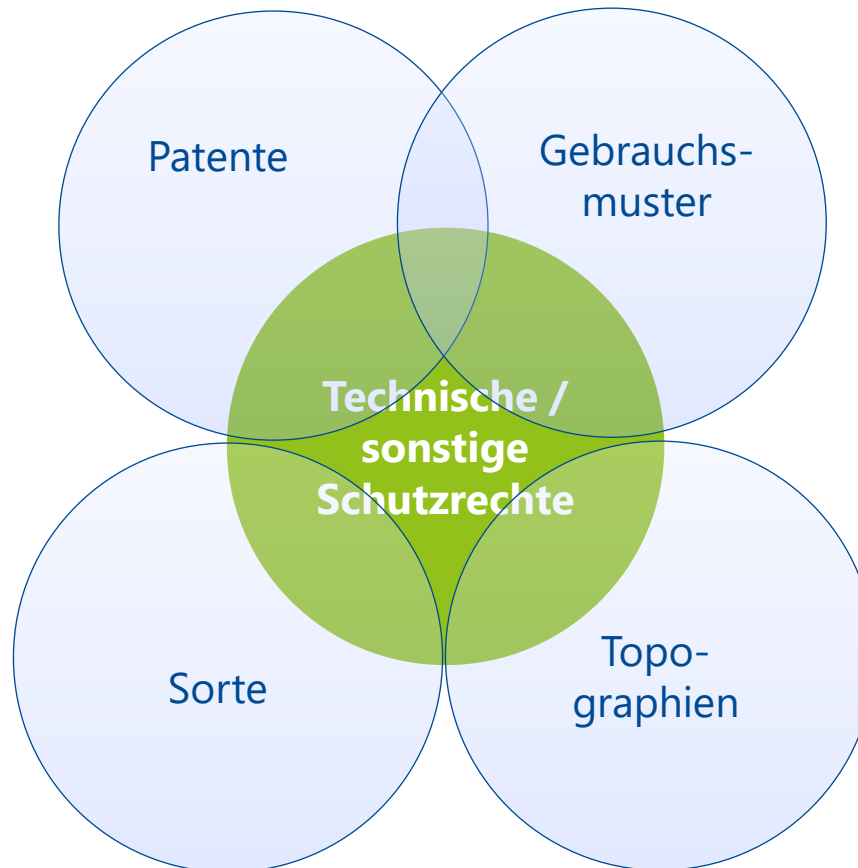 Patente
Gebrauchs-
muster
Technische /
sonstige
Schutzrechte
Sorte
Topo-
graphien